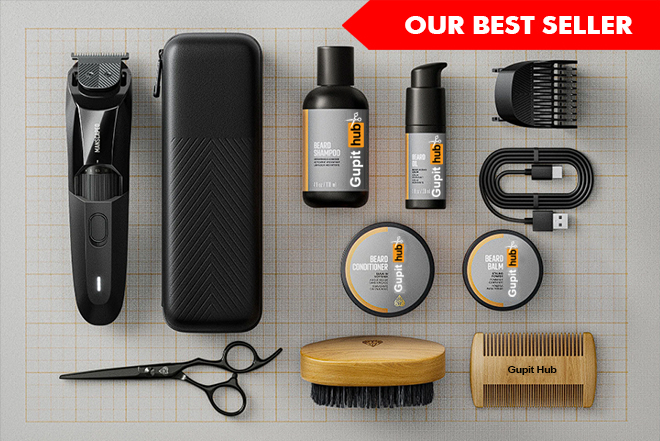 OUR BEST SELLER
MANSCAPED
BEARD
SHAMPOO
Gupit hub
BEARD
OIL
Gupit hub
BEARD
CONDITIONER
Gupit hub
BEARD
BALM
Gupit hub
Gupit Hub